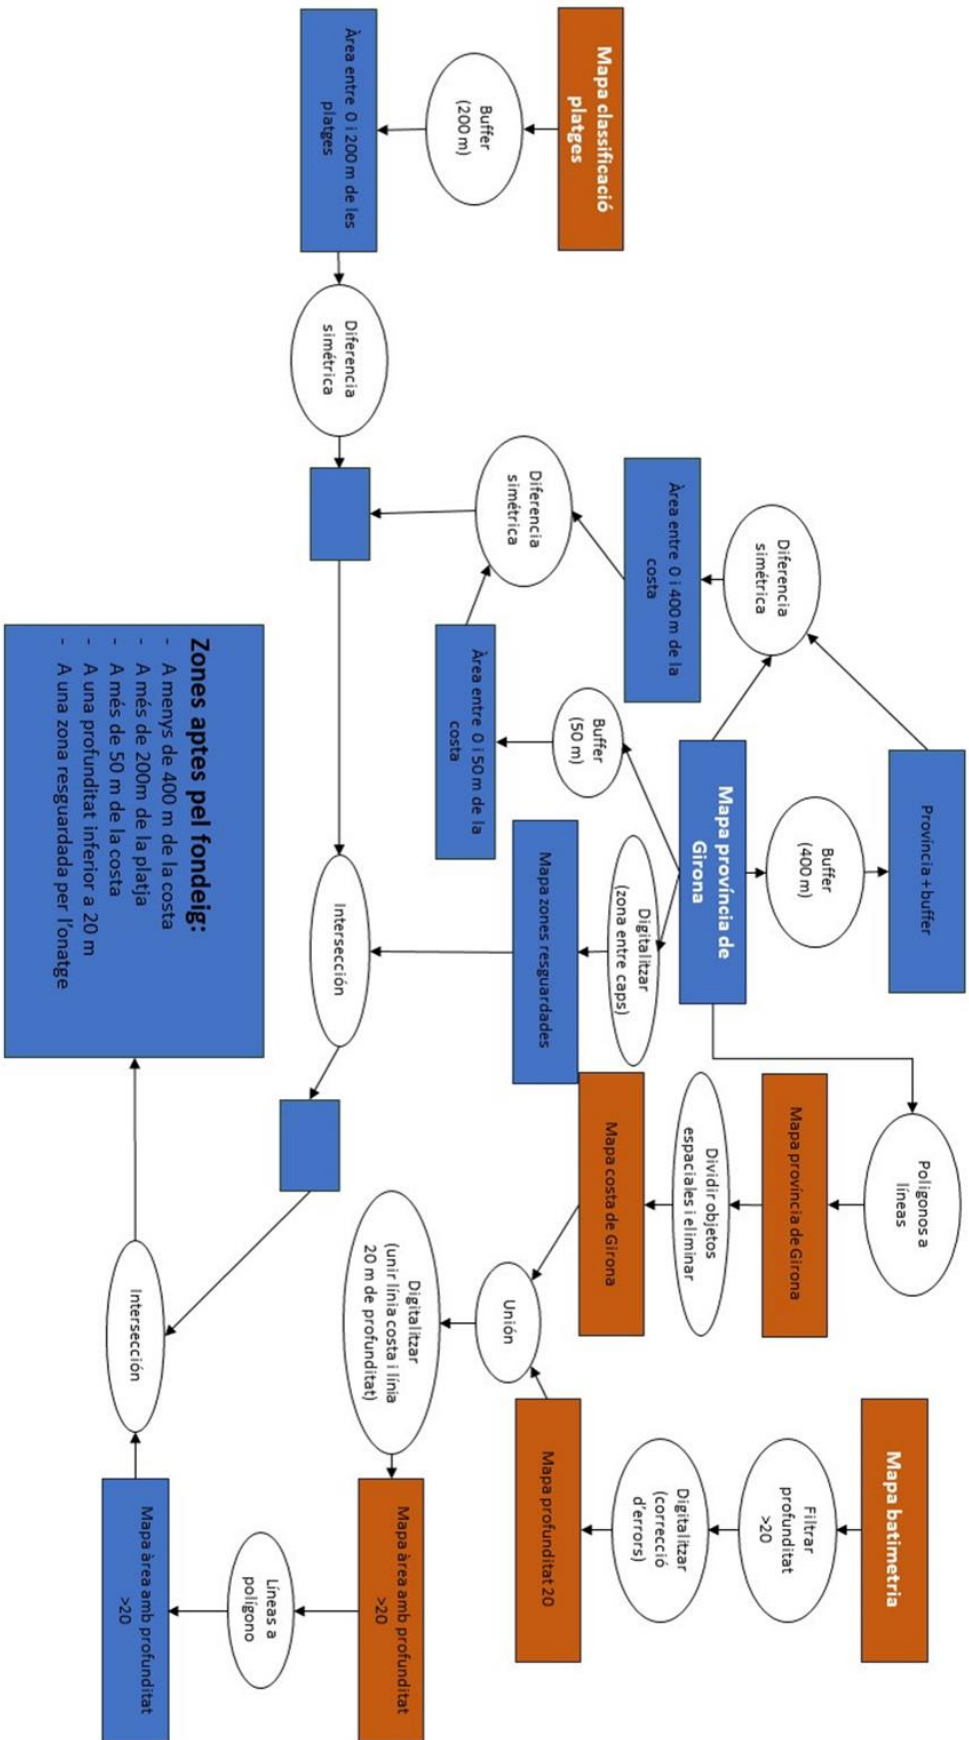 Mapa classificació
platges
Buffer
(200 m)
Àrea entre 0 i 200 m de les
platges
Diferencia
simétrica
Província + buffer
Buffer
(400 m)
Mapa província de
Girona
Diferencia
simétrica
Àrea entre 0 i 400 m de la
costa
Diferencia
simétrica
Buffer
(50 m)
Àrea entre 0 i 50 m de la
costa
Digitalitzar
(zona entre caps)
Mapa zones resguardades
Intersección
Poligonos a
líneas
Mapa província de Girona
Dividir objetos
espaciales i eliminar
Mapa costa de Girona
Unión
Mapa batimetria
Filtrar
profunditat
>20
Digitalitzar
(correcció
d'errors)
Mapa profunditat 20
Digitalitzar
(unir línia costa i línia
20 m de profunditat)
Mapa àrea amb profunditat
>20
Líneas a
polígono
Mapa àrea amb profunditat
>20
Intersección
Zones aptes pel fondeig:
- A menys de 400 m de la costa
- A més de 200m de la platja
- A més de 50 m de la costa
- A una profunditat inferior a 20 m
- A una zona resguardada per l'onatge